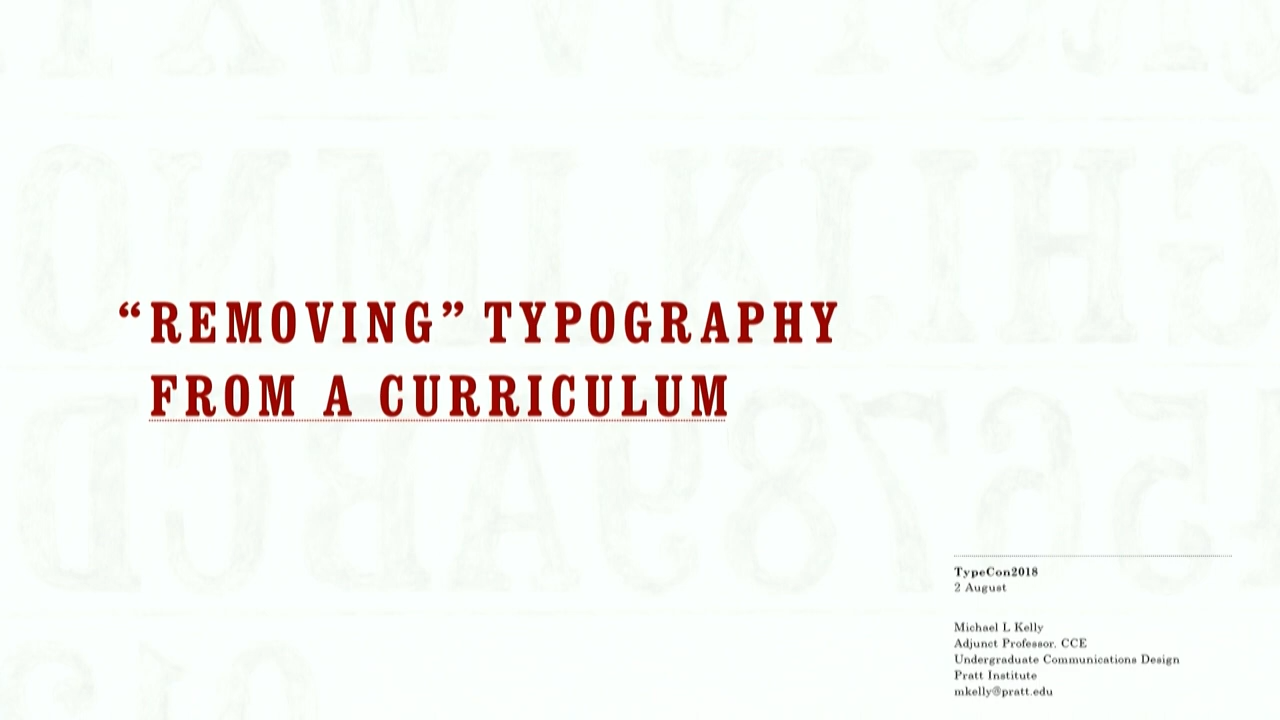 “REMOVING” TYPOGRAPHY
FROM A CURRICULUM
TypeCon2018
2 August
Michael L Kelly
Adjunct Professor, CCE
Undergraduate Communications Design
Pratt Institute
mkelly@pratt.edu